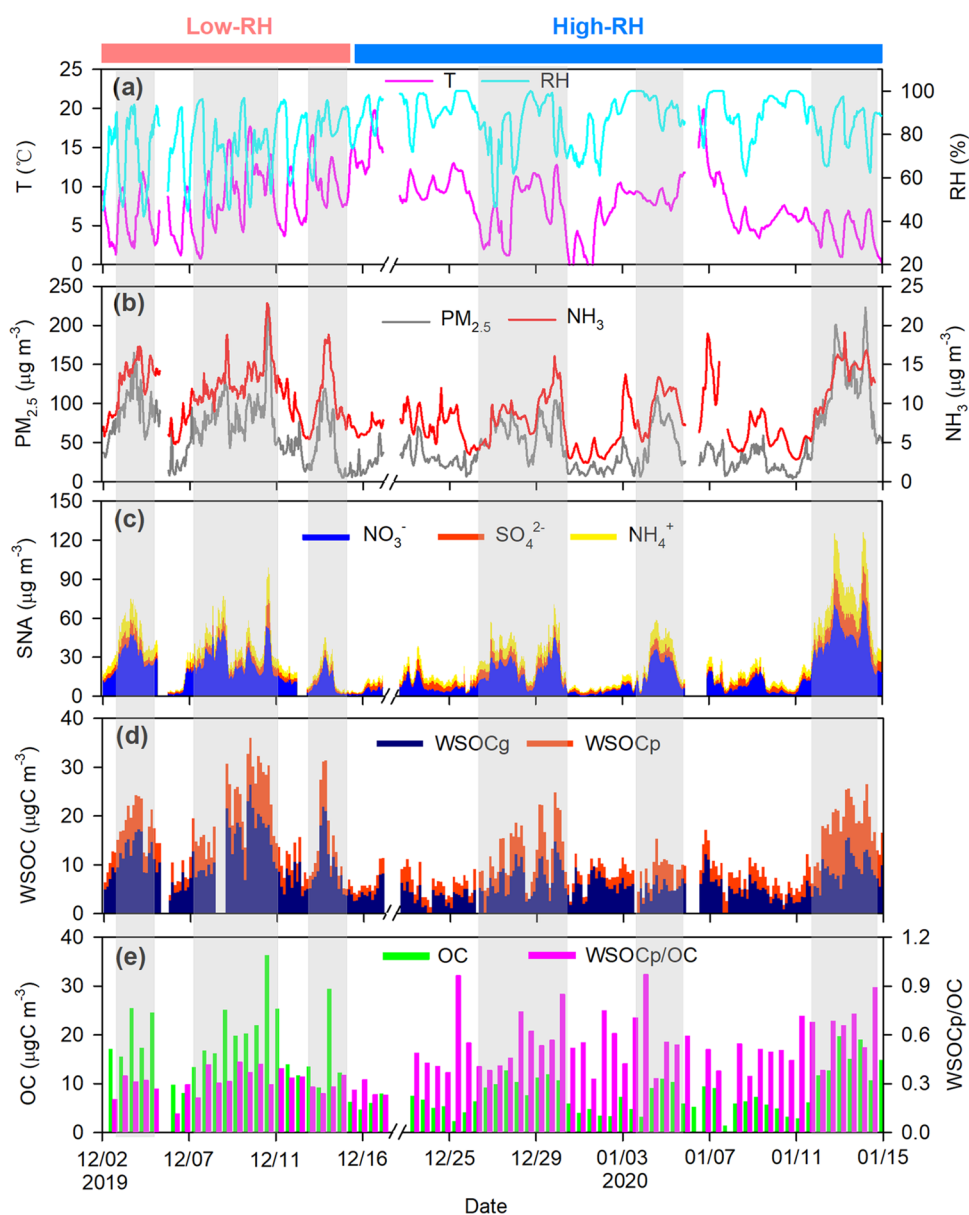 Low-RH High-RH
(a) T RH
25 20 15 10 5 0
T (℃)
100 80 60 40 20
RH (%)
(b) PM2.5 NH3
250 200 150 100 50 0
PM2.5 (μg m-3)
25 20 15 10 5 0
NH3 (μg m-3)
(c) NO3- SO42- NH4+
150 120 90 60 30 0
SNA (μg m-3)
(d) WSOCg WSOCp
40 30 20 10 0
WSOC (μgC m-3)
(e) OC WSOCp/OC
40 30 20 10 0
OC (μgC m-3)
1.2 0.9 0.6 0.3 0.0
WSOCp/OC
12/02 12/07 12/11 12/16 12/25 12/29 01/03 01/07 01/11 01/15
2019 2020
Date